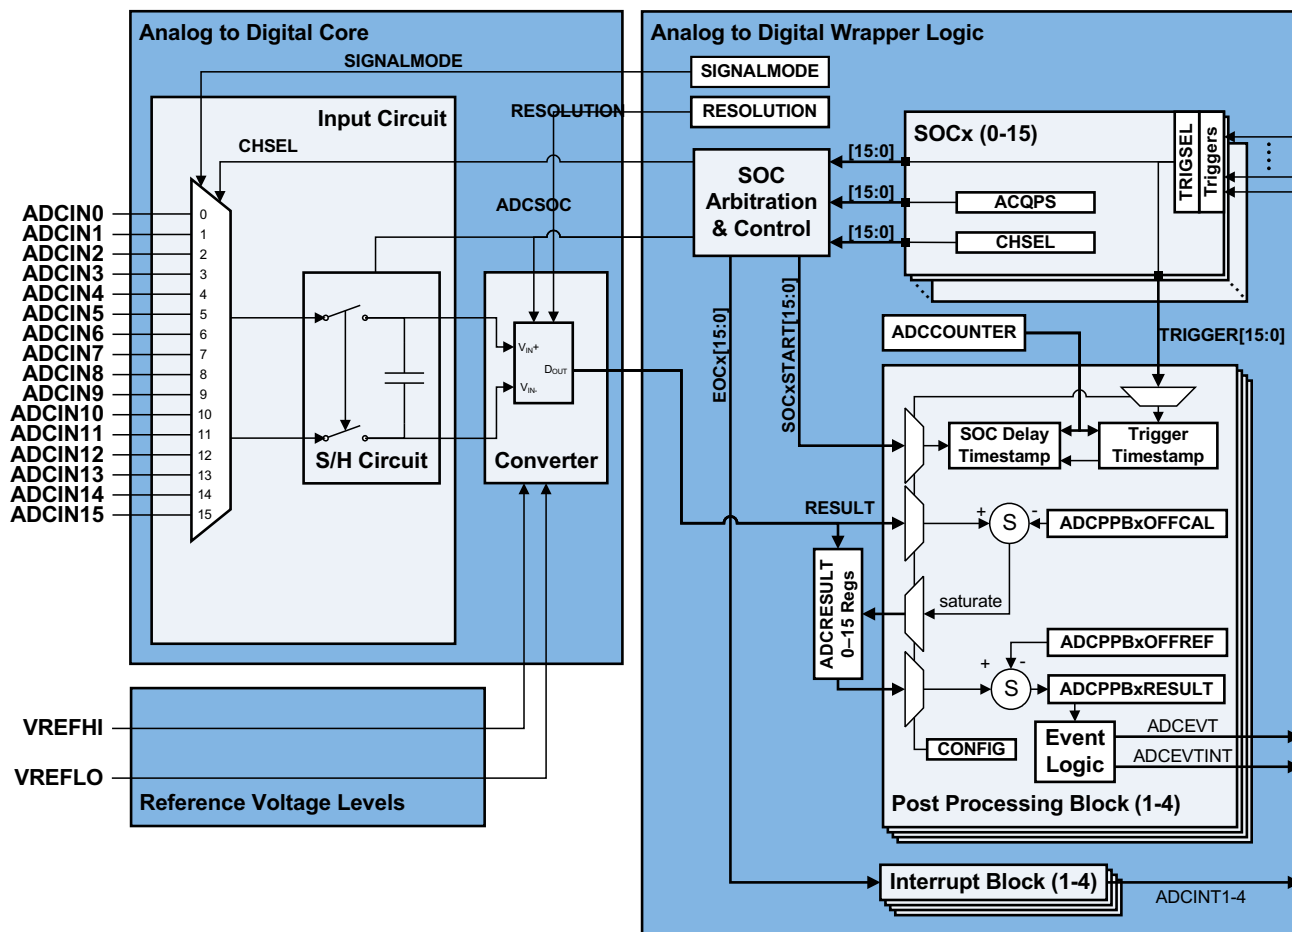 Analog to Digital Core
SIGNALMODE
RESOLUTION
Input Circuit
CHSEL
ADCSOC
ADCIN0
ADCIN1
ADCIN2
ADCIN3
ADCIN4
ADCIN5
ADCIN6
ADCIN7
ADCIN8
ADCIN9
ADCIN10
ADCIN11
ADCIN12
ADCIN13
ADCIN14
ADCIN15
0
1
2
3
4
5
6
7
8
9
10
11
12
13
14
15
S/H Circuit
VIN+
VIN-
DOUT
Converter
VREFHI
VREFLO
Reference Voltage Levels
Analog to Digital Wrapper Logic
SIGNALMODE
RESOLUTION
SOC
Arbitration
& Control
[15:0]
[15:0]
[15:0]
SOCx (0-15)
ACQPS
CHSEL
TRIGSEL
Triggers
EOCx[15:0]
SOCxSTART[15:0]
ADCCOUNTER
TRIGGER[15:0]
SOC Delay
Timestamp
Trigger
Timestamp
RESULT
+
S
-
ADCPPBxOFFCAL
saturate
ADCRESULT
0–15 Regs
ADCPPBxOFFREF
+
-
S
ADCPPBxRESULT
CONFIG
Event
Logic
ADCEVT
ADCEVTINT
Post Processing Block (1-4)
Interrupt Block (1-4)
ADCINT1-4